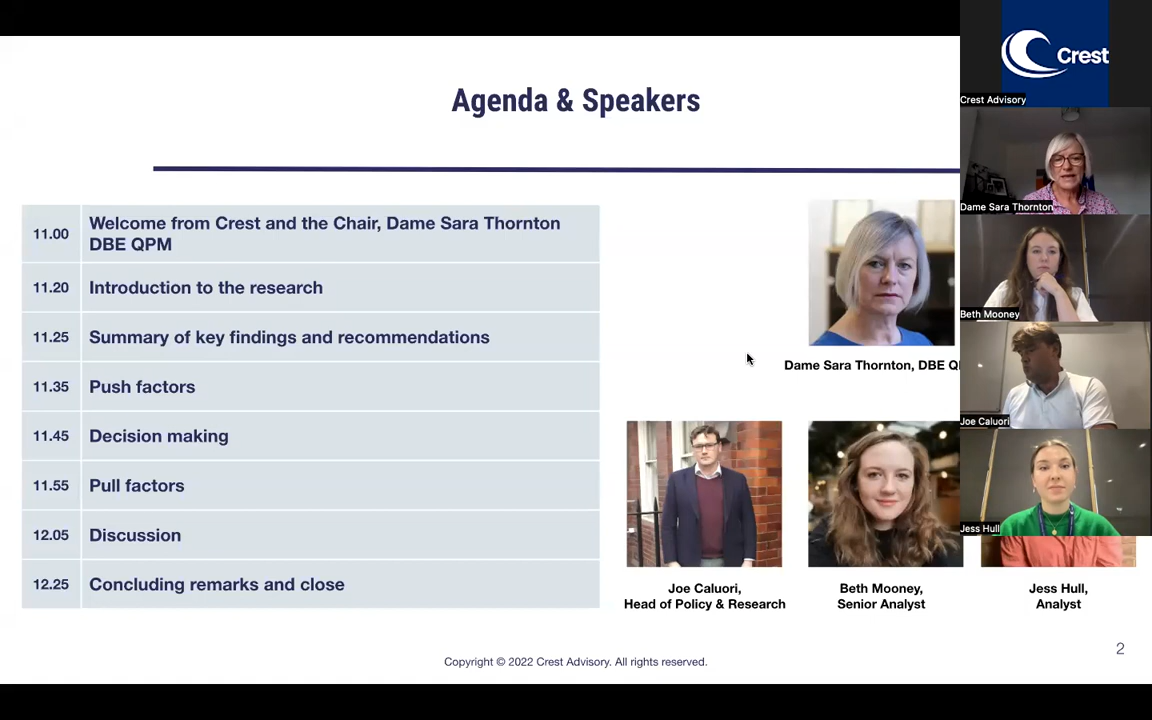 Agenda & Speakers
11.00
Welcome from Crest and the Chair, Dame Sara Thornton
DBE QPM
11.20
Introduction to the research
11.25
Summary of key findings and recommendations
11.35
Push factors
11.45
Decision making
11.55
Pull factors
12.05
Discussion
12.25
Concluding remarks and close
Dame Sara Thornton, DBE
Joe Caluori,
Head of Policy & Research
Beth Mooney,
Senior Analyst
Jess Hull,
Analyst
Copyright © 2022 Crest Advisory. All rights reserved.
2
Crest
Crest Advisory
Dame Sara Thornton
Beth Mooney
Joe Caluori
Jess Hull